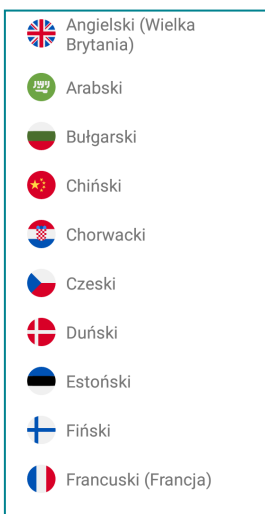 Angielski (Wielka
Brytania)
Arabski
Bułgarski
Chiński
Chorwacki
Czeski
Duński
Estoński
Fiński
Francuski (Francja)